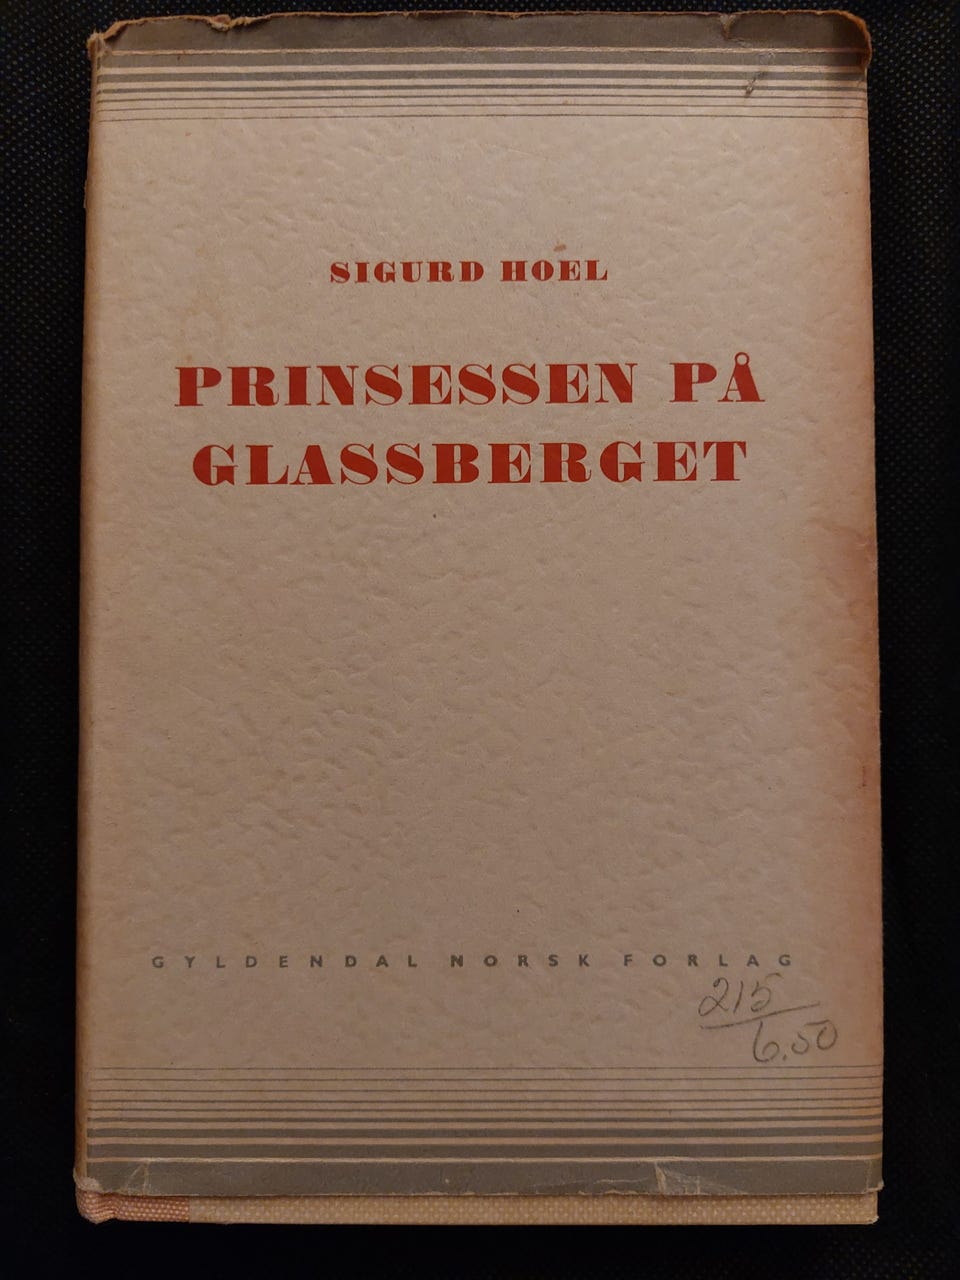 SIGURD HOEL
PRINSESSEN PÅ
GLASSBERGET
GYLDENDAL NORSK FORLAG
215
6.50